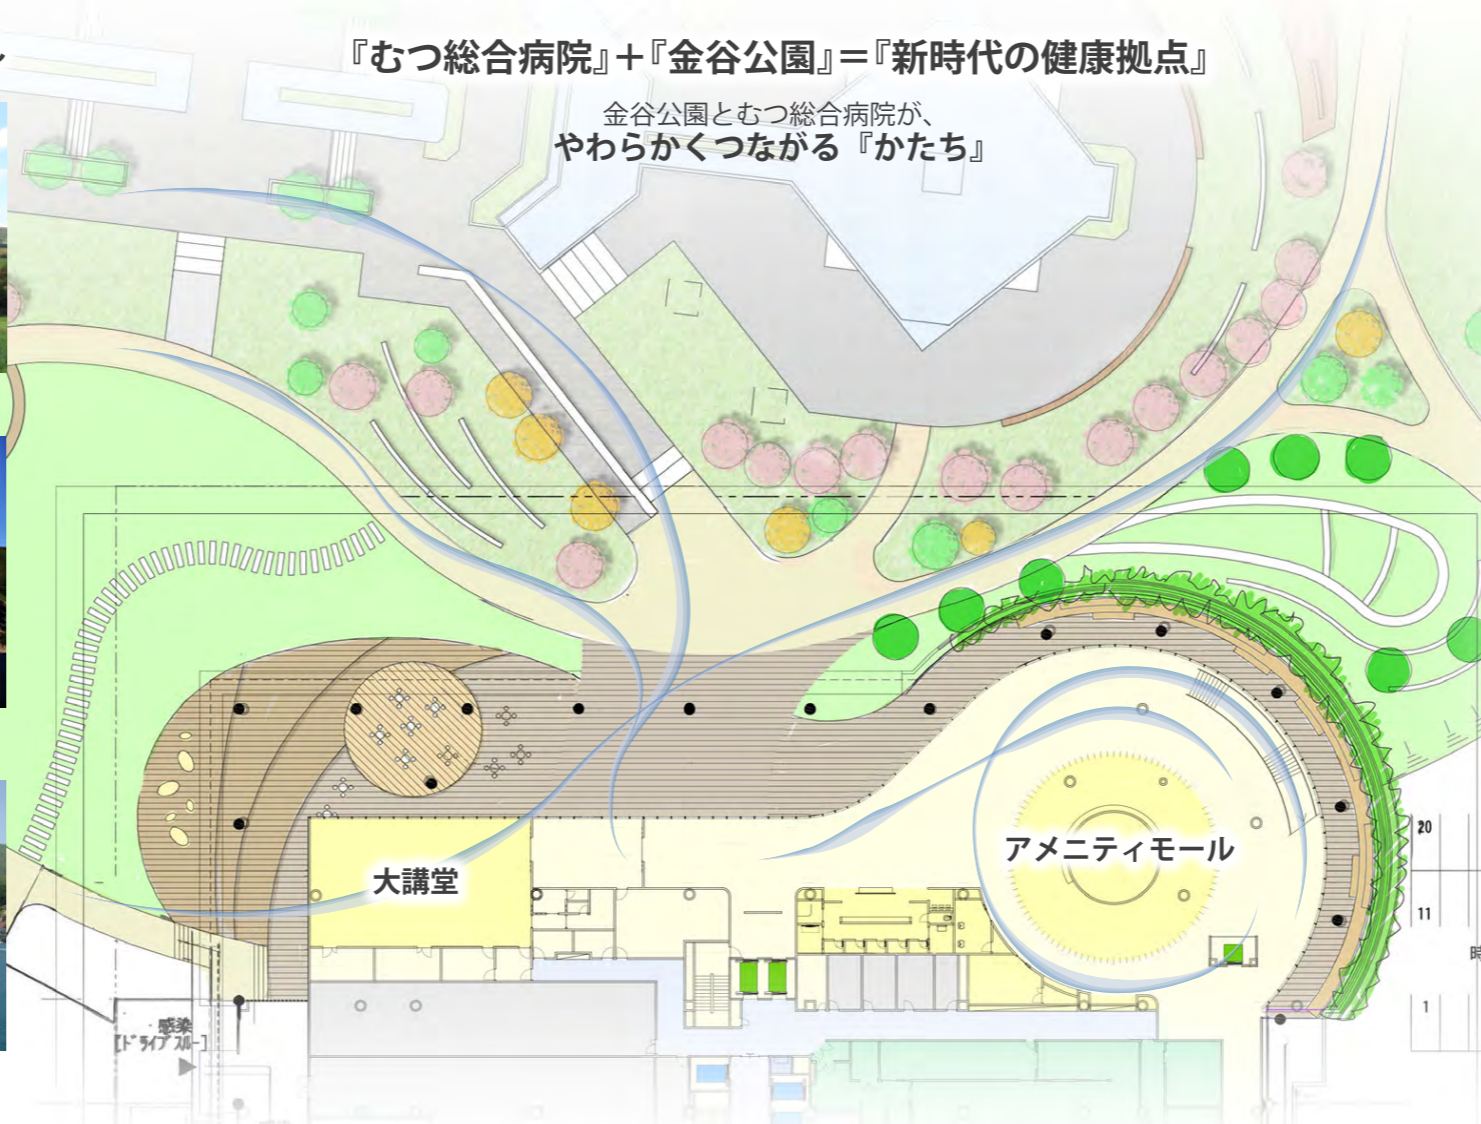 『むつ総合病院』＋『金谷公園』＝『新時代の健康拠点』
金谷公園とむつ総合病院が、
やわらかくつながる『かたち』
大講堂
アメニティモール
感染
[ドライブスルー]
20
11
1
時